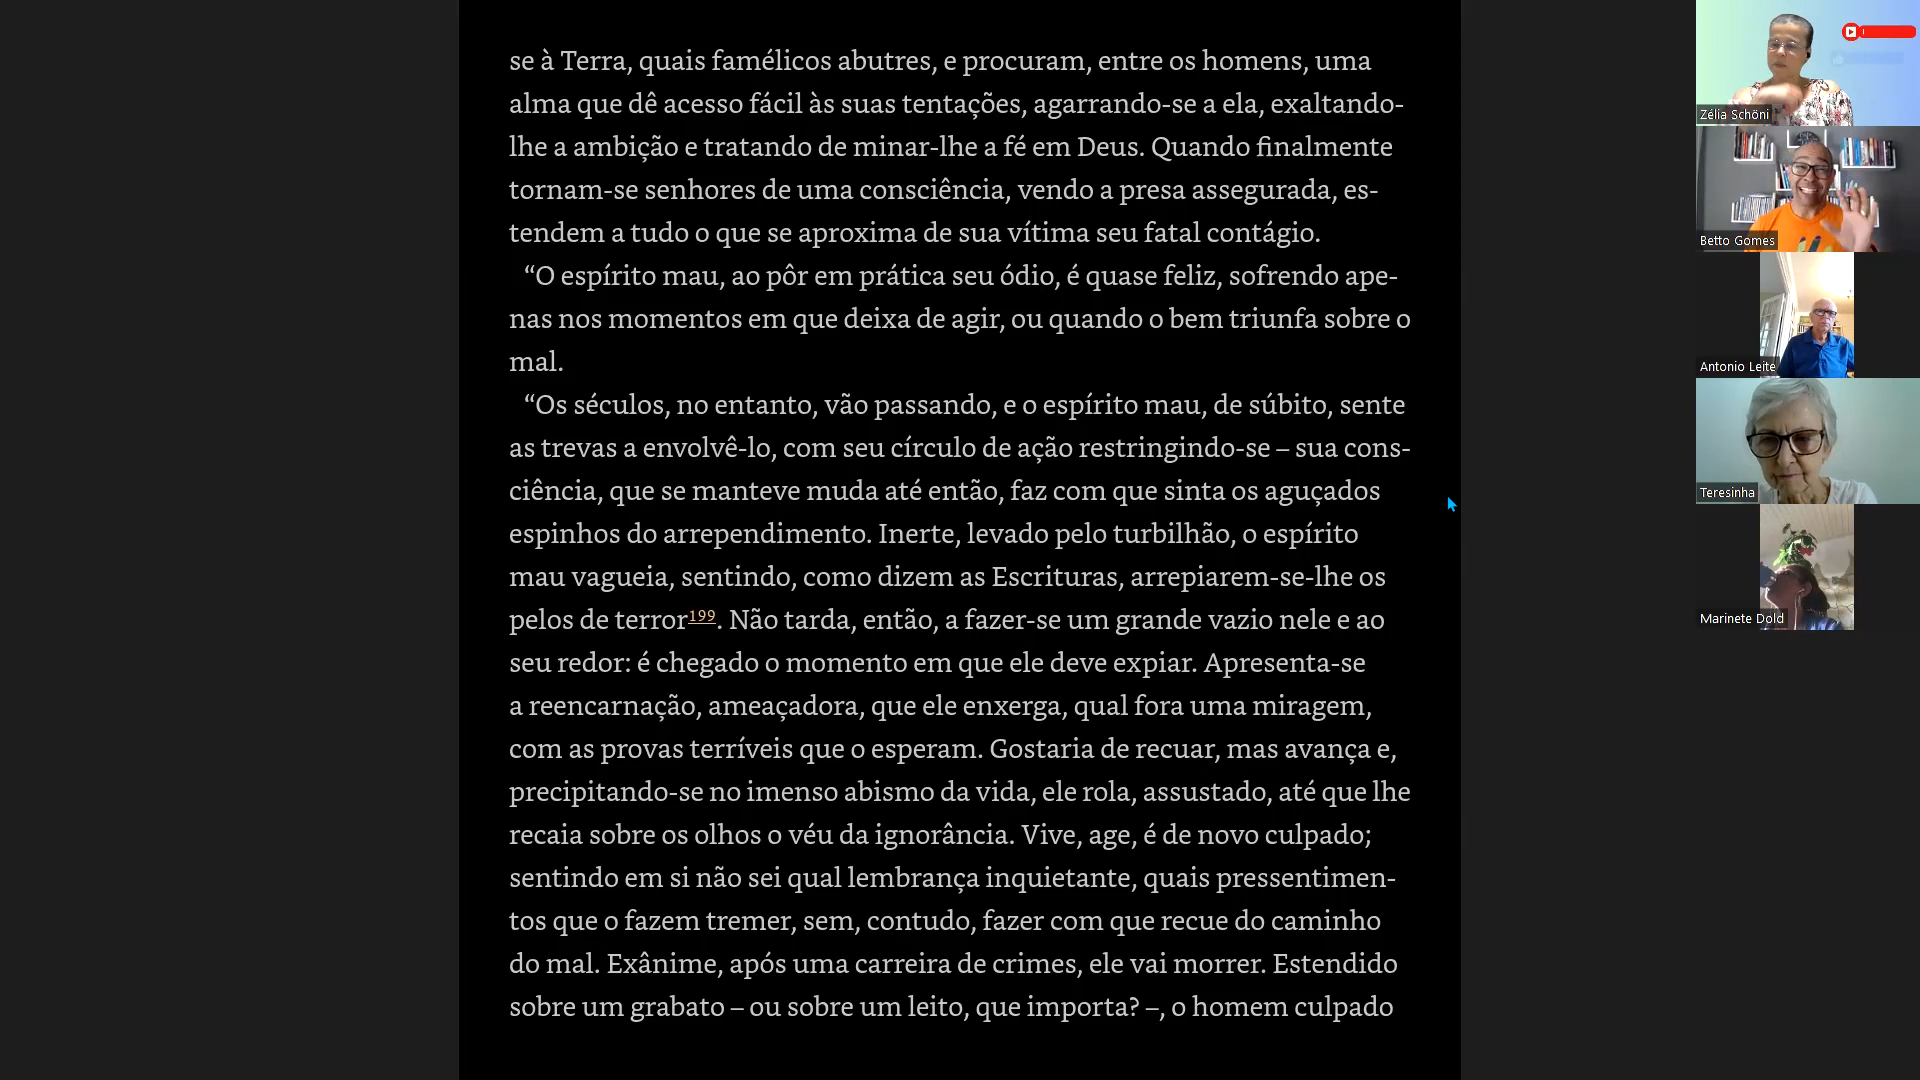 se à Terra, quais famélicos abutres, e procuram, entre os homens, uma
alma que dê acesso fácil às suas tentações, agarrando-se a ela, exaltando-
lhe a ambição e tratando de minar-lhe a fé em Deus. Quando finalmente
tornam-se senhores de uma consciência, vendo a presa assegurada, es-
tendem a tudo o que se aproxima de sua vítima seu fatal contágio.
“O espírito mau, ao pôr em prática seu ódio, é quase feliz, sofrendo ape-
nas nos momentos em que deixa de agir, ou quando o bem triunfa sobre o
mal.
“Os séculos, no entanto, vão passando, e o espírito mau, de súbito, sente
as trevas a envolvê-lo, com seu círculo de ação restringindo-se – sua cons-
ciência, que se manteve muda até então, faz com que sinta os aguçados
espinhos do arrependimento. Inerte, levado pelo turbilhão, o espírito
mau vagueia, sentindo, como dizem as Escrituras, arrepiarem-se-lhe os
pelos de terror199. Não tarda, então, a fazer-se um grande vazio nele e ao
seu redor: é chegado o momento em que ele deve expiar. Apresenta-se
a reencarnação, ameaçadora, que ele enxerga, qual fora uma miragem,
com as provas terríveis que o esperam. Gostaria de recuar, mas avança e,
precipitando-se no imenso abismo da vida, ele rola, assustado, até que lhe
recaia sobre os olhos o véu da ignorância. Vive, age, é de novo culpado;
sentindo em si não sei qual lembrança inquietante, quais pressentimen-
tos que o fazem tremer, sem, contudo, fazer com que recue do caminho
do mal. Exânime, após uma carreira de crimes, ele vai morrer. Estendido
sobre um grabato – ou sobre um leito, que importa? –, o homem culpado
Zélia Schöni
Betto Gomes
Antonio Leite
Teresinha
Marinete Dold